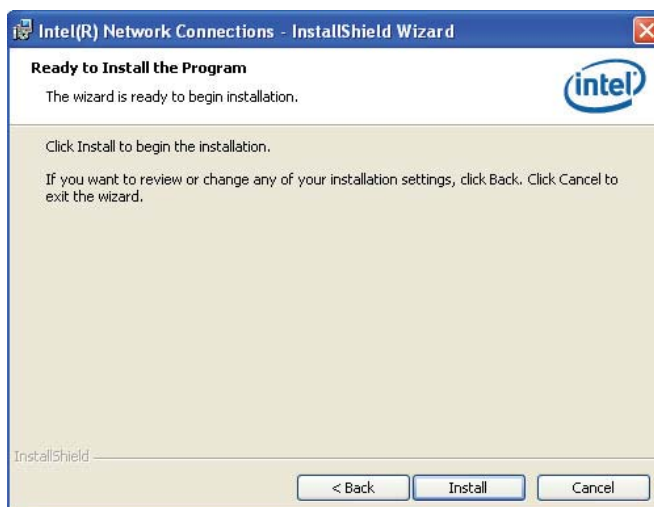 Intel(R) Network Connections - InstallShield Wizard
Ready to Install the Program
The wizard is ready to begin installation.
intel
Click Install to begin the installation.
If you want to review or change any of your installation settings, click Back. Click Cancel to
exit the wizard.
InstallShield
< Back Install Cancel